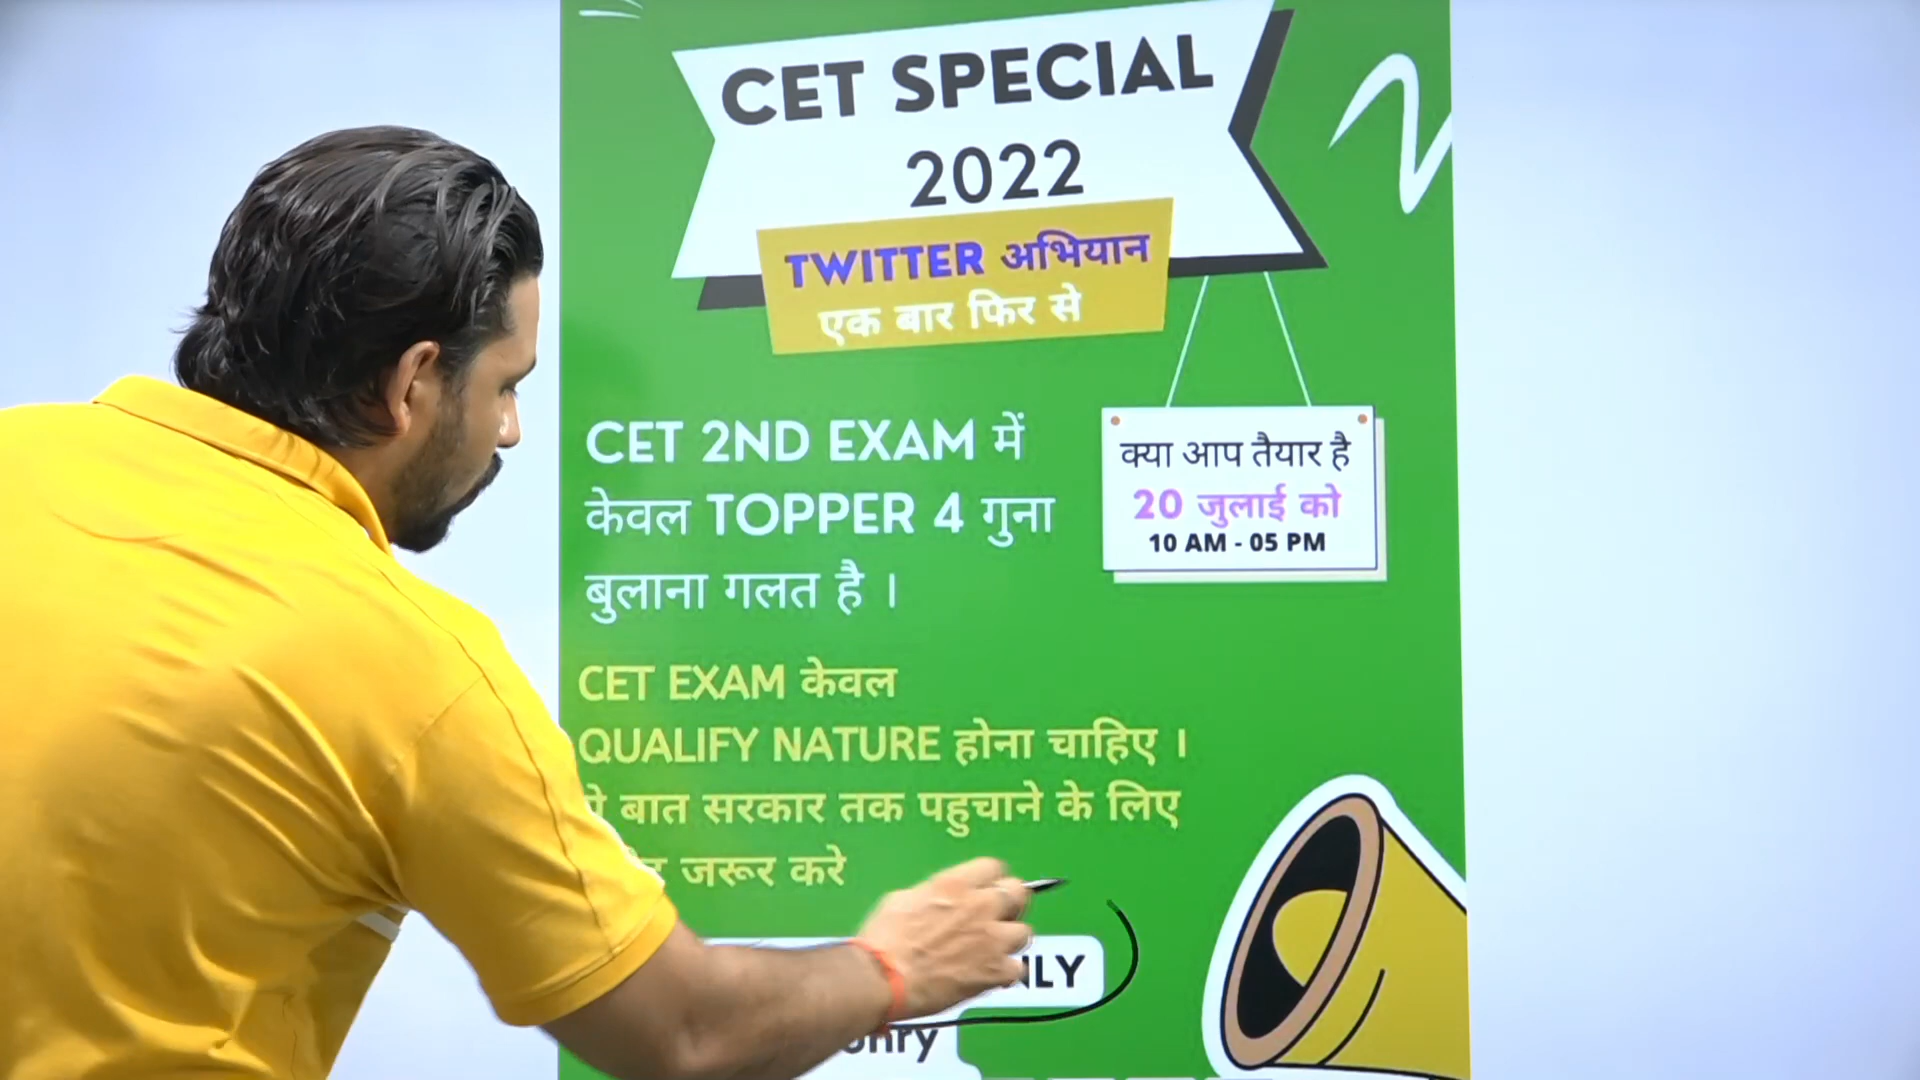 CET SPECIAL
2022
TWITTER अभियान
एक बार फिर से
CET 2ND EXAM में
केवल TOPPER 4 गुना
बुलाना गलत है ।
क्या आप तैयार है
20 जुलाई को
10 AM - 05 PM
CET EXAM केवल
QUALIFY NATURE होना चाहिए ।
बात सरकार तक पहुचाने के लिए
जरूर करे